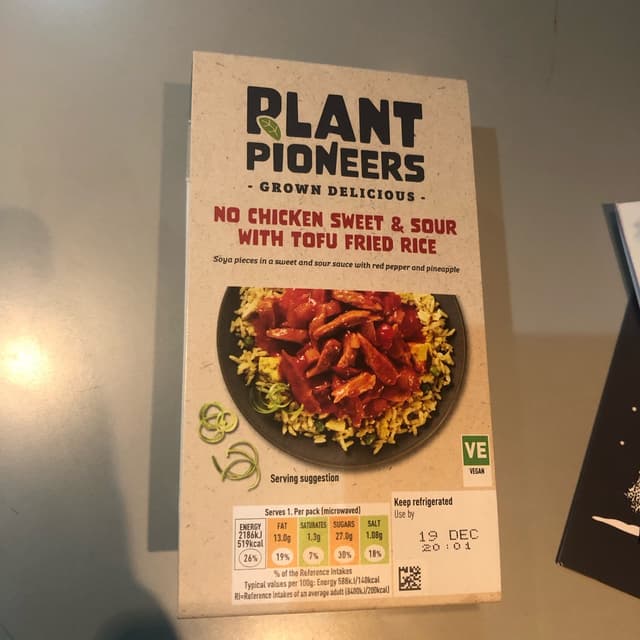 PLANT
PIONEERS
- GROWN DELICIOUS -
NO CHICKEN SWEET & SOUR
WITH TOFU FRIED RICE
Soya pieces in a sweet and sour sauce with red pepper and pineapple
VE
VEGAN
Serving suggestion
Serves 1. Per pack (microwaved)
ENERGY 2186kJ 519kcal 26%
FAT 13.0g 19%
SATURATES 1.3g 7%
SUGARS 27.0g 30%
SALT 1.08g 18%
% of the Reference Intakes
Typical values per 100g: Energy 588kJ/140kcal
RI=Reference intakes of an average adult (8400kJ/2000kcal)
Keep refrigerated
Use by
19 DEC
20:01